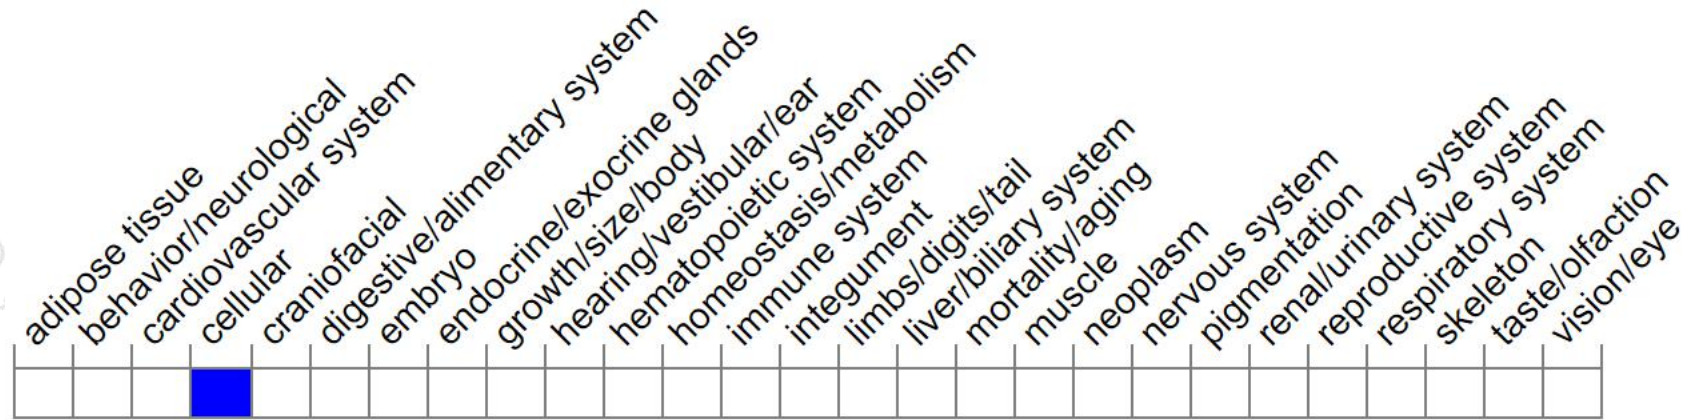 adipose tissue
behavior/neurological
cardiovascular system
cellular
craniofacial
digestive/alimentary system
embryo
endocrine/exocrine glands
growth/size/body
hearing/vestibular/ear
hematopoietic system
homeostasis/metabolism
immune system
integument
limbs/digits/tail
liver/biliary system
mortality/aging
muscle
neoplasm
nervous system
pigmentation
renal/urinary system
reproductive system
respiratory system
skeleton
taste/olfaction
vision/eye